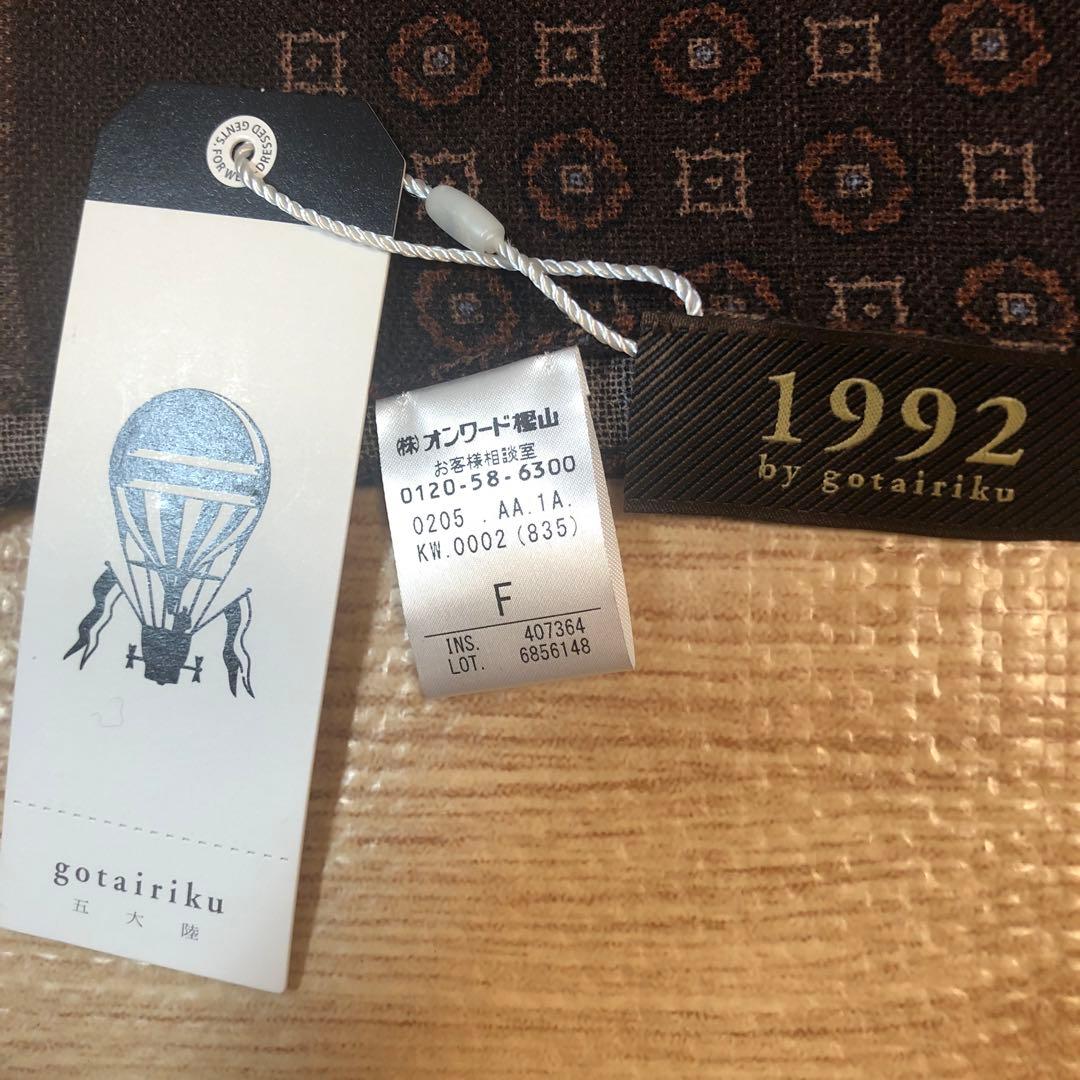 FOR WELL-DRESSED GENTS.
gotairiku
五大陸
㈱オンワード樫山
お客様相談室
0120-58-6300
0205 .AA.1A.
KW.0002(835)
F
INS. 407364
LOT. 6856148
1992
by gotairiku